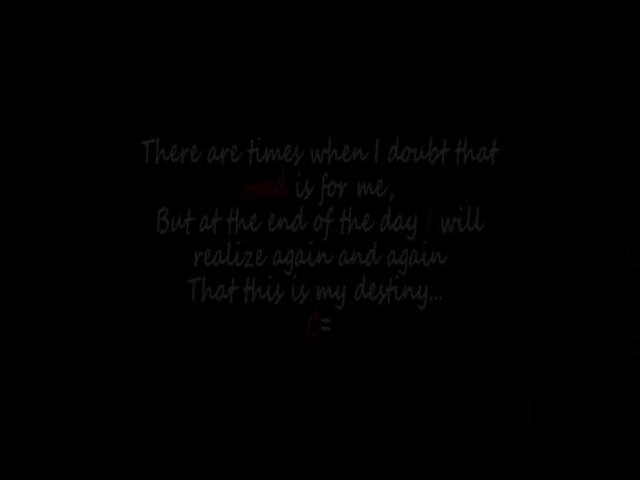 There are times when I doubt that
med is for me,
But at the end of the day I will
realize again and again
That this is my destiny...
(=